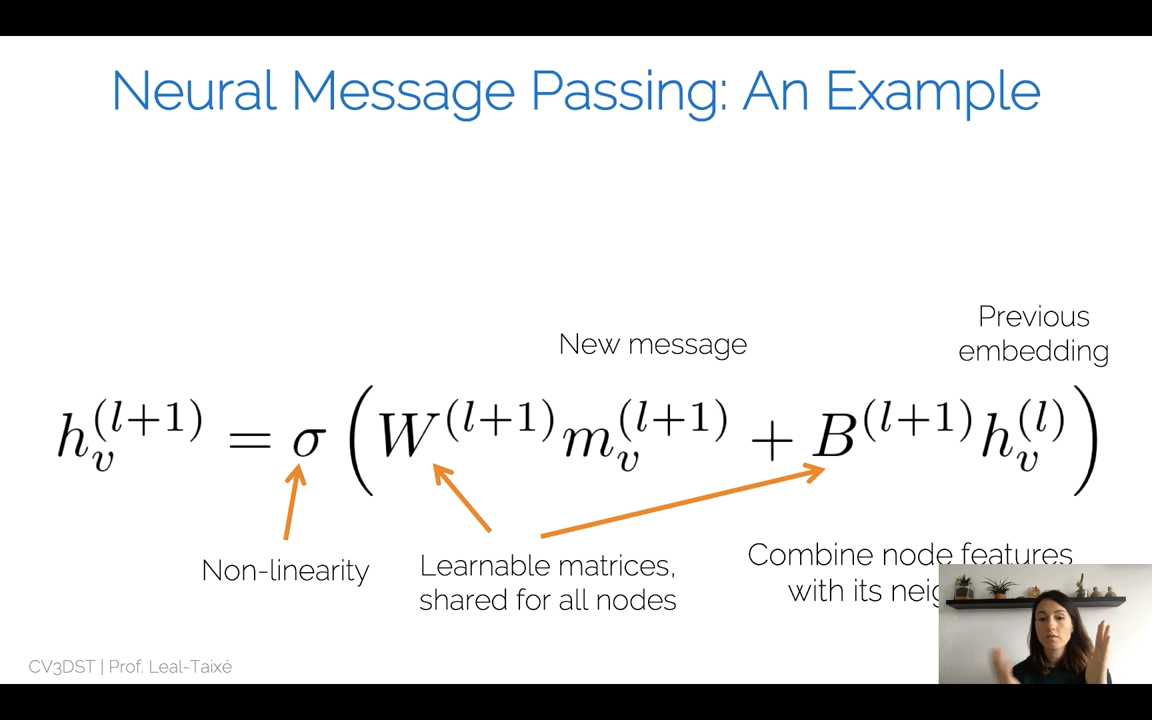 Neural Message Passing: An Example
Previous
embedding
New message
h_v^{(l+1)} = σ ( W^{(l+1)} m_v^{(l+1)} + B^{(l+1)} h_v^{(l)} )
Non-linearity
Learnable matrices,
shared for all nodes
Combine node features
with its
CV3DST | Prof. Leal-Taixé